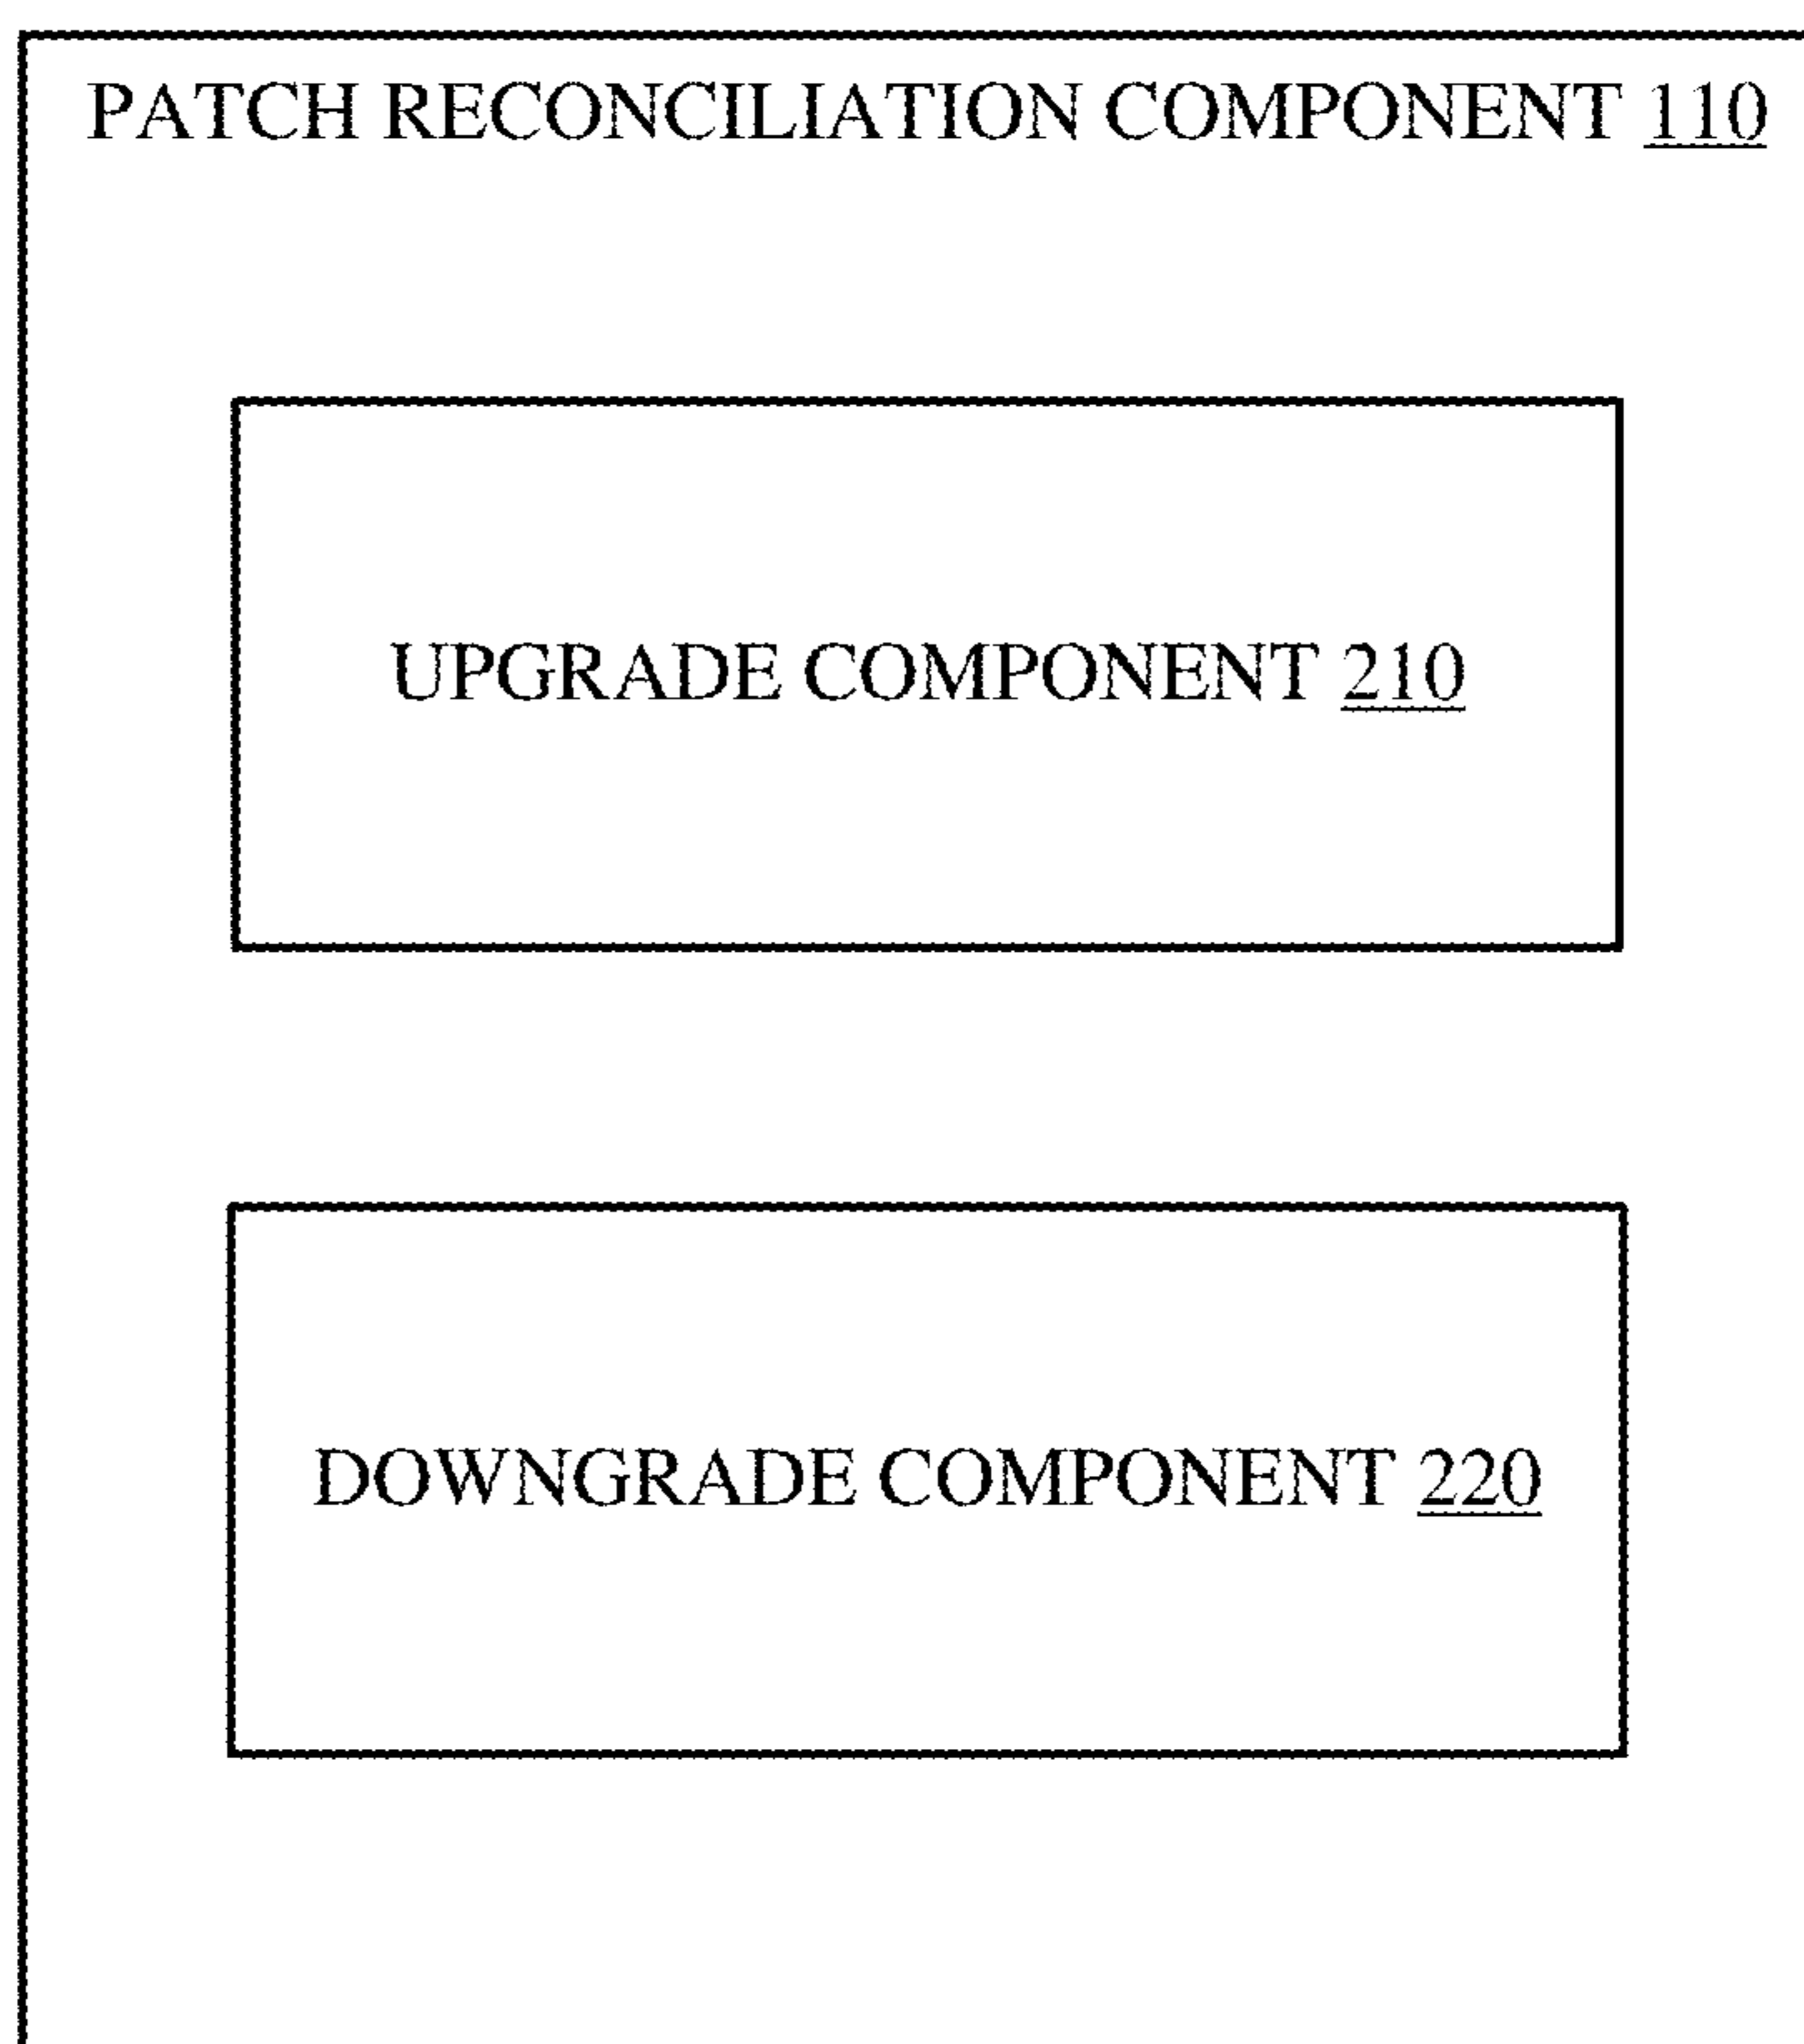 PATCH RECONCILIATION COMPONENT 110
UPGRADE COMPONENT 210
DOWNGRADE COMPONENT 220